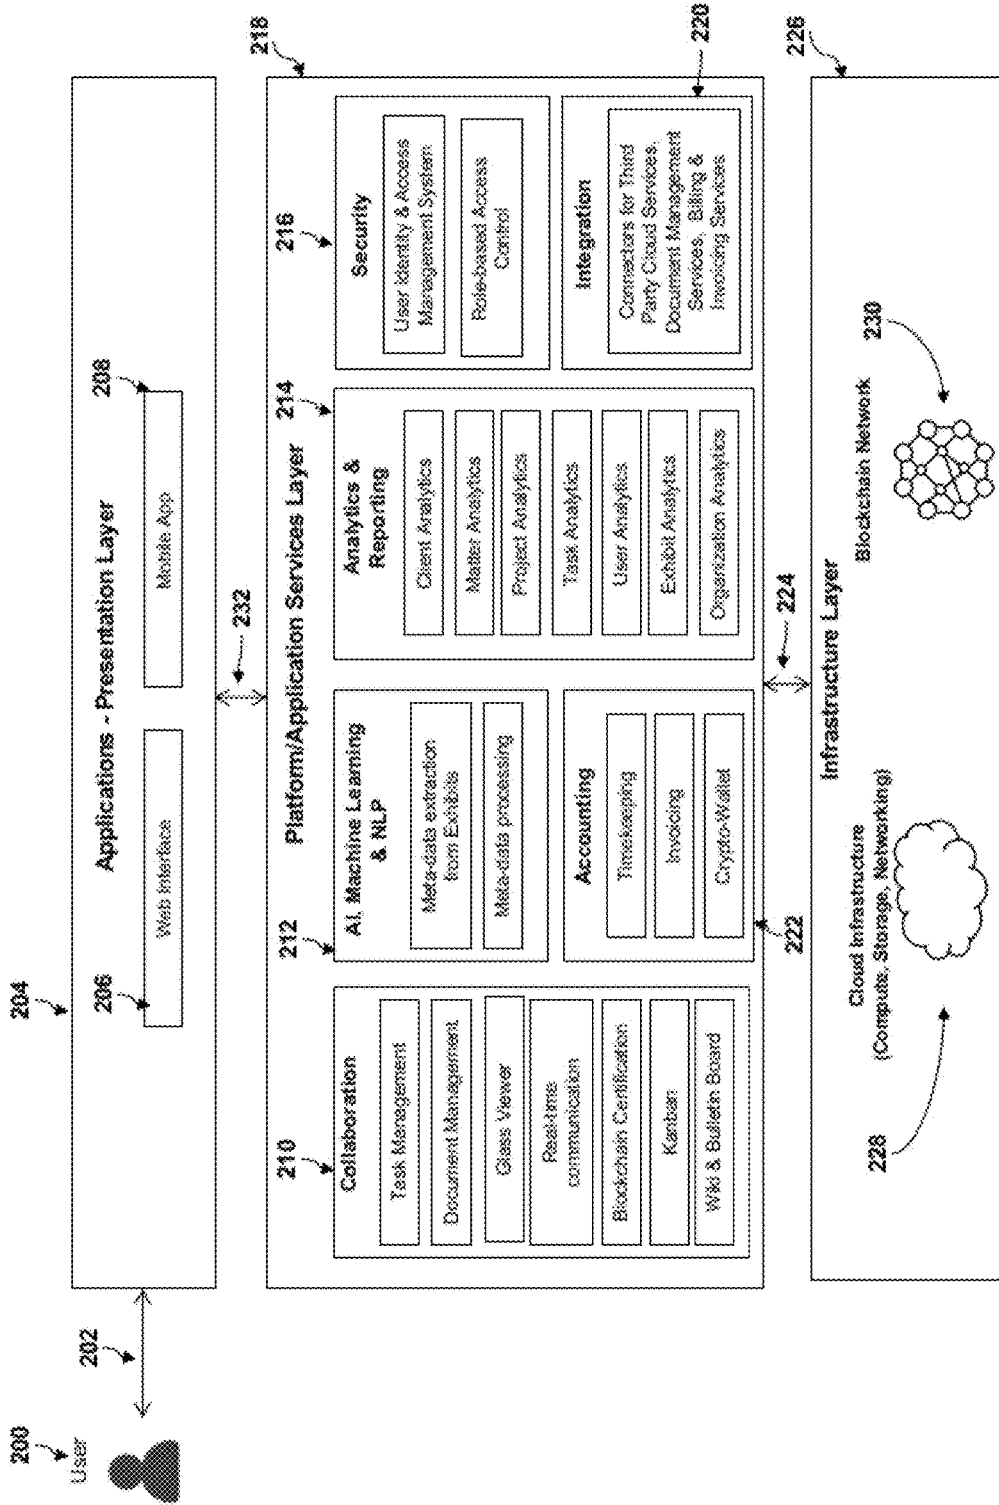 200
User
202
204
Applications - Presentation Layer
206
Web Interface
208
Mobile App
232
218
Platform/Application Services Layer
210
Collaboration
Task Management
Document Management
Glass Viewer
Real-time
communication
Blockchain Certification
Kanban
Wiki & Bulletin Board
212
AI, Machine Learning
& NLP
Meta-data extraction
from Exhibits
Meta-data processing
Accounting
Timekeeping
Invoicing
Crypto-Wallet
222
214
Analytics &
Reporting
Client Analytics
Matter Analytics
Project Analytics
Task Analytics
User Analytics
Exhibit Analytics
Organization Analytics
216
Security
User Identity & Access
Management System
Role-based Access
Control
Integration
Connectors for Third
Party Cloud Services,
Document Management
Services, Billing &
Invoicing Services
220
224
226
Infrastructure Layer
Cloud Infrastructure
(Compute, Storage, Networking)
228
Blockchain Network
230